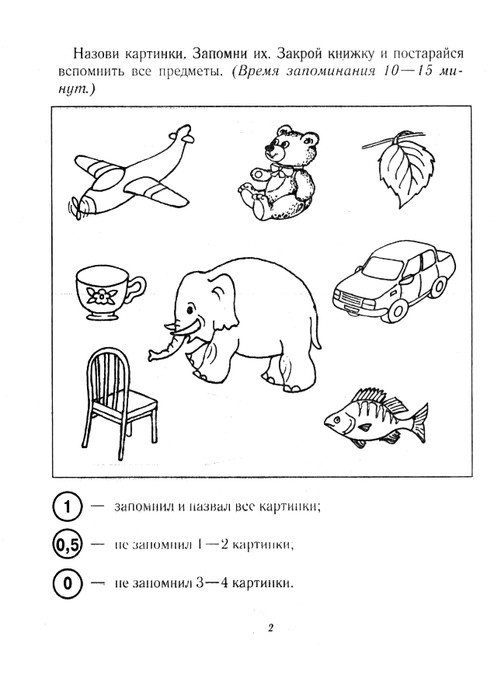 Назови картинки. Запомни их. Закрой книжку и постарайся
вспомнить все предметы. (Время запоминания 10—15 ми-
нут.)
1 — запомнил и назвал все картинки;
0,5 — не запомнил 1—2 картинки,
0 — не запомнил 3—4 картинки.
2